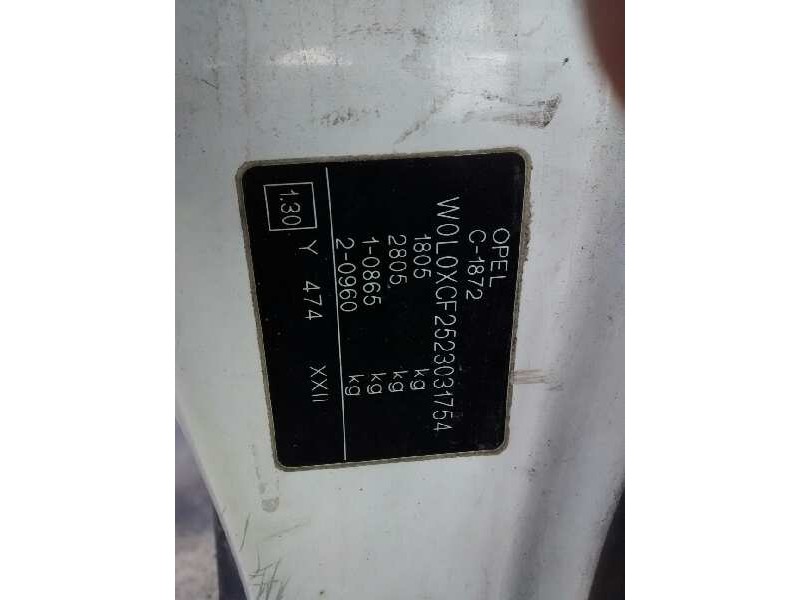 OPEL
C-1872
W0L0XCF2523031754
1805 kg
2805 kg
1-0865 kg
2-0960 kg
1.30 Y 474 XXII